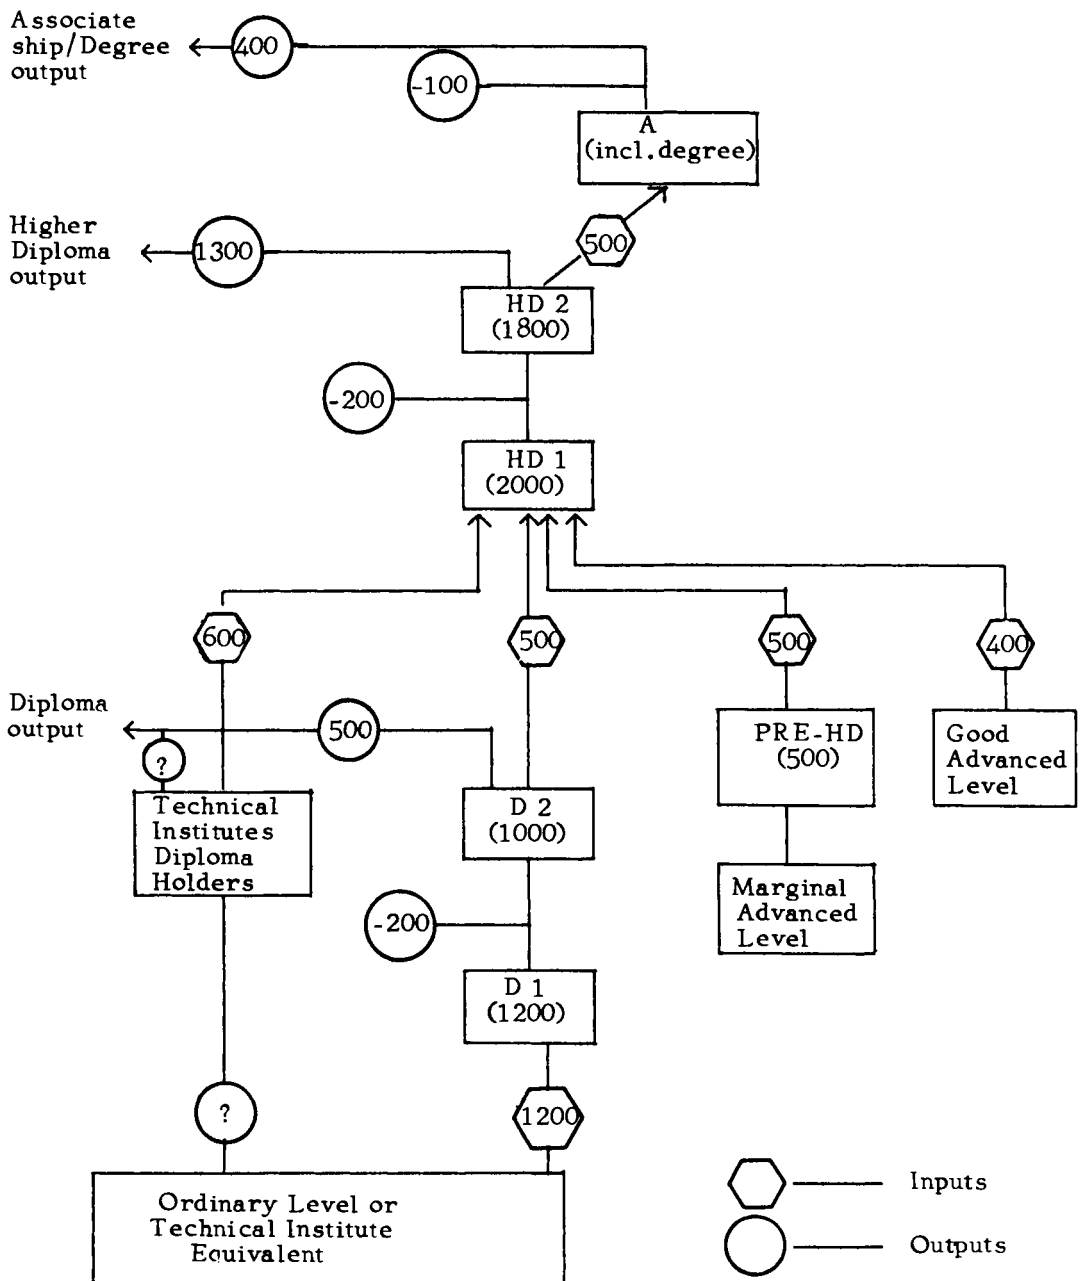 Associate
ship/Degree
output
400
-100
A
(incl.degree)
Higher
Diploma
output
1300
500
HD 2
(1800)
-200
HD 1
(2000)
600
500
500
400
Diploma
output
500
?
Technical
Institutes
Diploma
Holders
D 2
(1000)
PRE-HD
(500)
Good
Advanced
Level
-200
Marginal
Advanced
Level
D 1
(1200)
?
1200
Ordinary Level or
Technical Institute
Equivalent
Inputs
Outputs